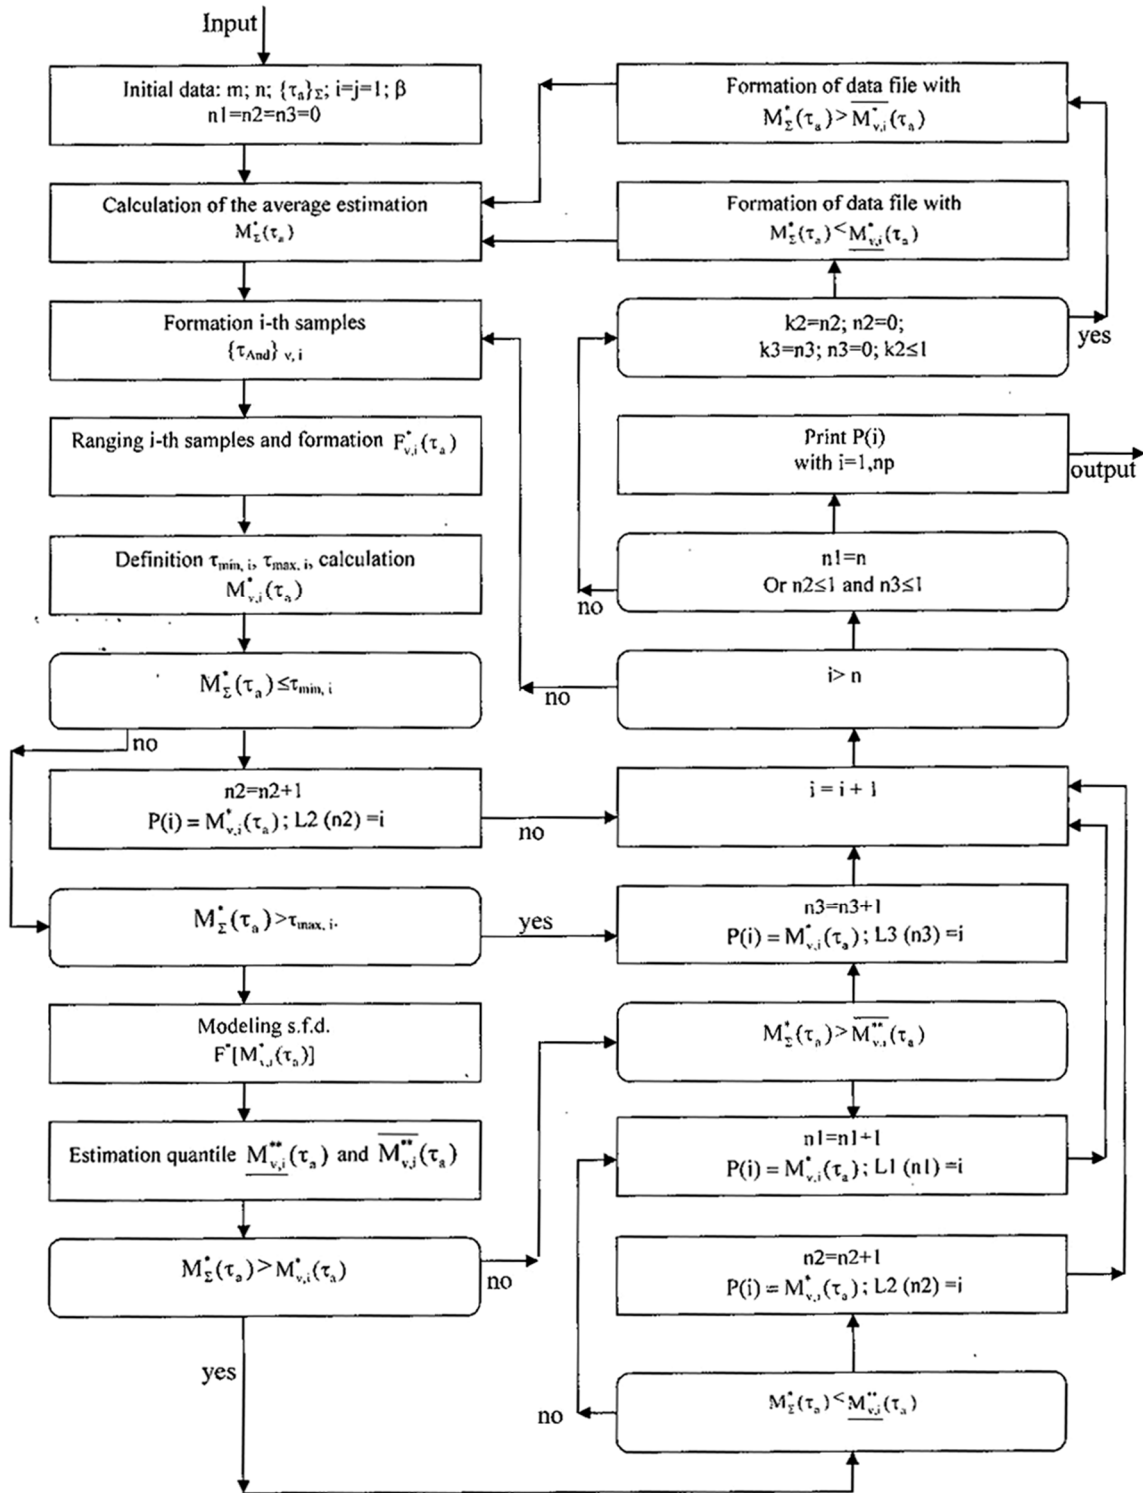 Input
Initial data: m; n; {τₐ}Σ; i=j=1; β
n1=n2=n3=0
Calculation of the average estimation
M*Σ(τₐ)
Formation i-th samples
{τAnd} v, i
Ranging i-th samples and formation F*v,i(τₐ)
Definition τmin, i, τmax, i, calculation
M*v,i(τₐ)
M*Σ(τₐ)≤τmin, i
no
n2=n2+1
P(i) = M*v,i(τₐ); L2 (n2) =i
no
M*Σ(τₐ)>τmax, i.
yes
Modeling s.f.d.
F*[M*v,i(τₐ)]
Estimation quantile M̲**v,i(τₐ) and M̅**v,i(τₐ)
M*Σ(τₐ)>M*v,i(τₐ)
no
yes
Formation of data file with
M*Σ(τₐ)>M̅*v,i(τₐ)
Formation of data file with
M*Σ(τₐ)<M̲*v,i(τₐ)
k2=n2; n2=0;
k3=n3; n3=0; k2≤1
yes
Print P(i)
with i=1,np
output
n1=n
Or n2≤1 and n3≤1
no
i> n
no
i = i + 1
n3=n3+1
P(i) = M*v,i(τₐ); L3 (n3) =i
M*Σ(τₐ)>M̅**v,i(τₐ)
n1=n1+1
P(i) = M*v,i(τₐ); L1 (n1) =i
n2=n2+1
P(i) = M*v,i(τₐ); L2 (n2) =i
M*Σ(τₐ)<M̲**v,i(τₐ)
no